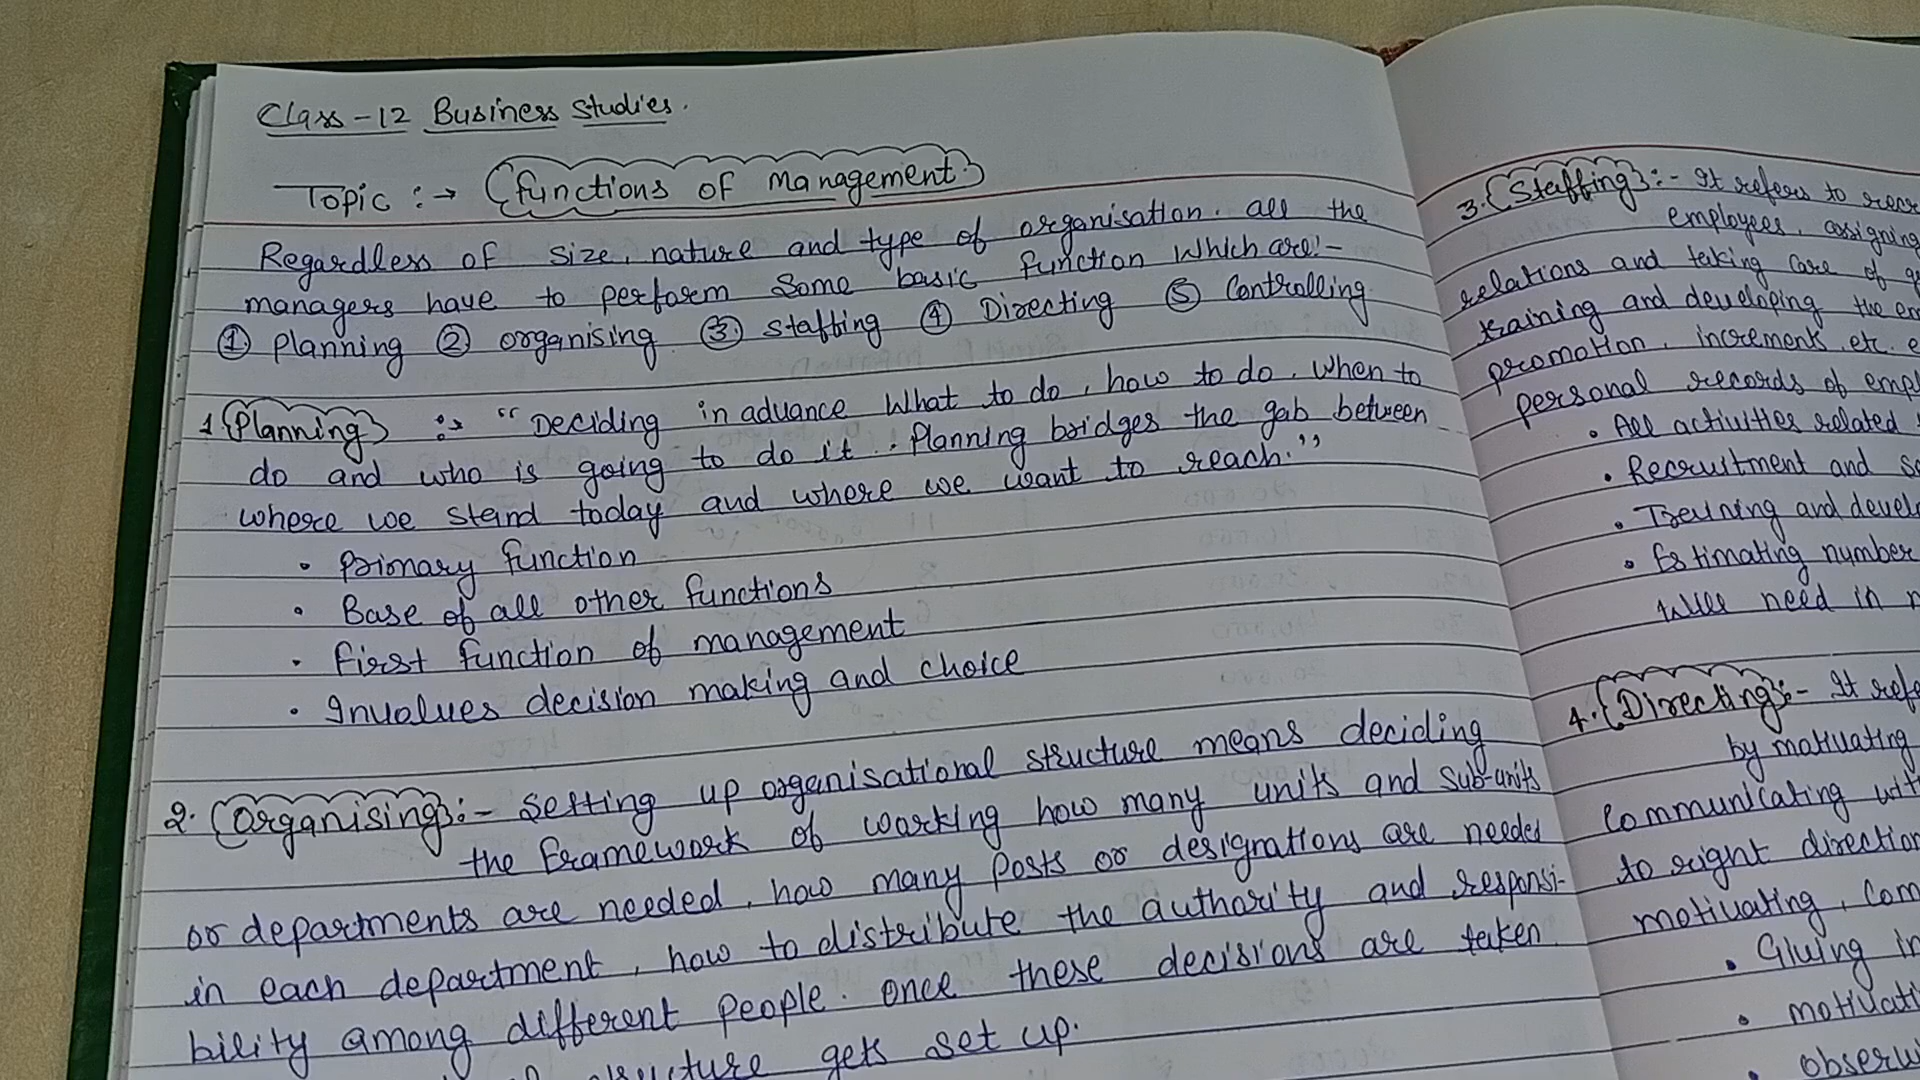 Class-12 Business Studies.
Topic :→ Functions of management.
Regardless of size, nature and type of organisation. all the
managers have to perform Some basic function which are:-
① Planning ② organising ③ staffing ④ Directing ⑤ Controlling
1 Planning :→ "Deciding in advance What to do, how to do. When to
do and who is going to do it. Planning bridges the gab between
where we stand today and where we want to reach."
• Primary function
• Base of all other functions
• first function of management
• Involues decision making and choice
2. Organising:- Setting up organisational structure means deciding
the framework of working how many units and sub-units
or departments are needed, how many Posts or designations are needed
in each department, how to distribute the authority and responsi-
bility among different people. once these decisions are taken
structure gets set up.
3. Staffing:- It refers to
employees, assigning
relations and taking care of
training and developing the
promotion, increment, etc.
personal records of
• All activities related
• Recruitment and
• Training and
• Estimating number
Will need in
4. Directing:- It
by motivating
Communicating
to right direction
motivating,
• Giving
•
•